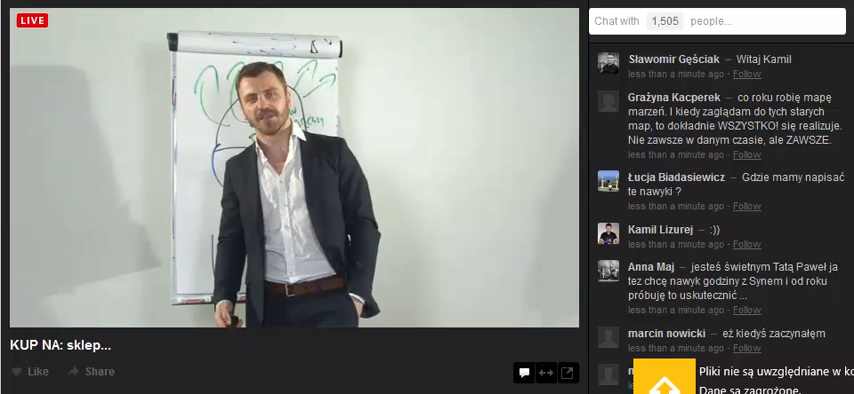 LIVE
KUP NA: sklep...
Like Share
Chat with 1,505 people...
Sławomir Gęściak – Witaj Kamil
less than a minute ago · Follow
Grażyna Kacperek – co roku robię mapę
marzeń. I kiedy zaglądam do tych starych
map, to dokładnie WSZYSTKO! się realizuje.
Nie zawsze w danym czasie, ale ZAWSZE.
less than a minute ago · Follow
Łucja Biadasiewicz – Gdzie mamy napisać
te nawyki ?
less than a minute ago · Follow
Kamil Lizurej – :))
less than a minute ago · Follow
Anna Maj – jesteś świetnym Tatą Paweł ja
tez chcę nawyk godziny z Synem i od roku
próbuję to uskutecznić ...
less than a minute ago · Follow
marcin nowicki – eż kiedyś zaczynałęm
less than a minute ago · Follow
Pliki nie są uwzględniane w
Dane są zagrożone.